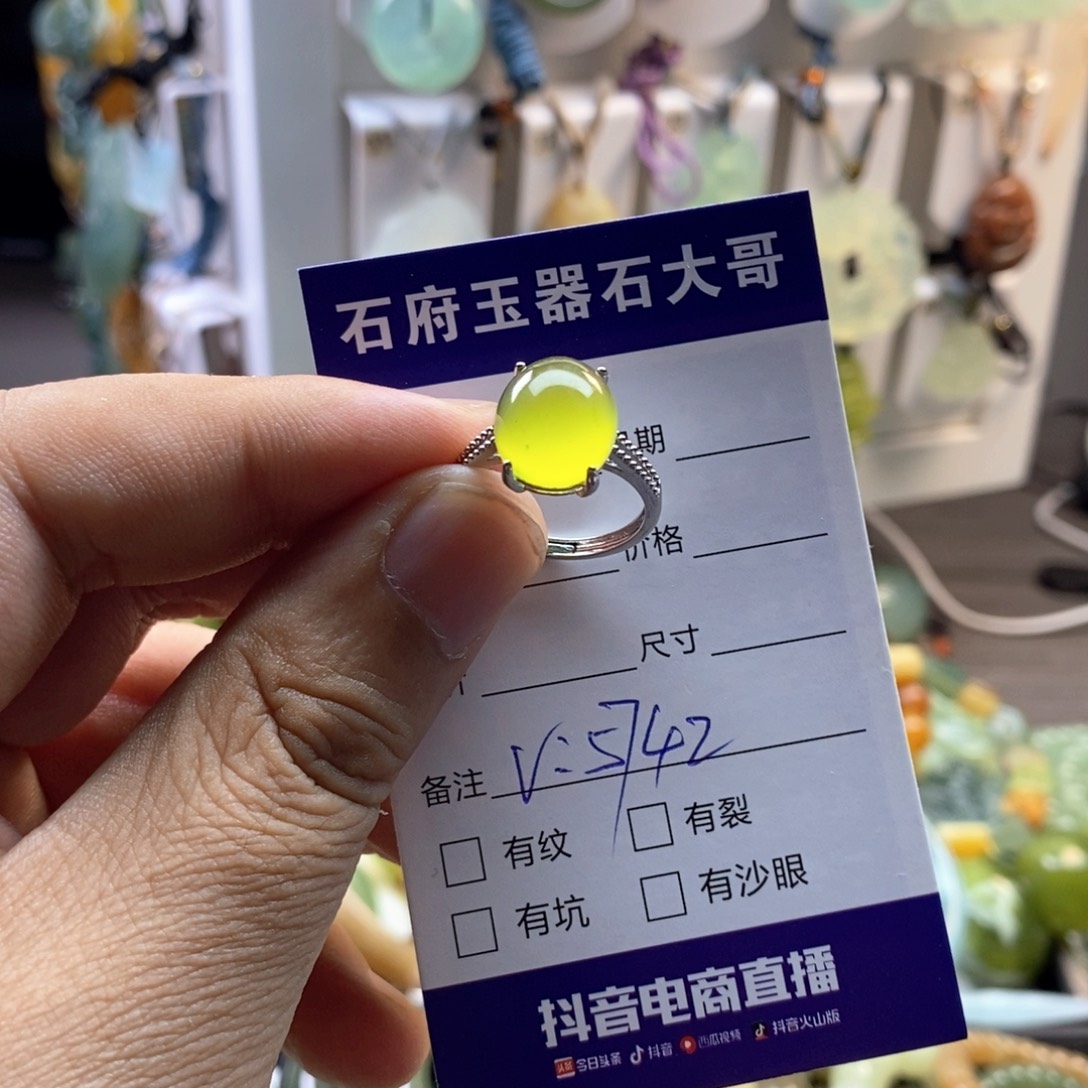 石府玉器石大哥
期
价格
尺寸
备注 V:5742
有纹 有裂
有坑 有沙眼
抖音电商直播
头条 今日头条 抖音 西瓜视频 抖音火山版